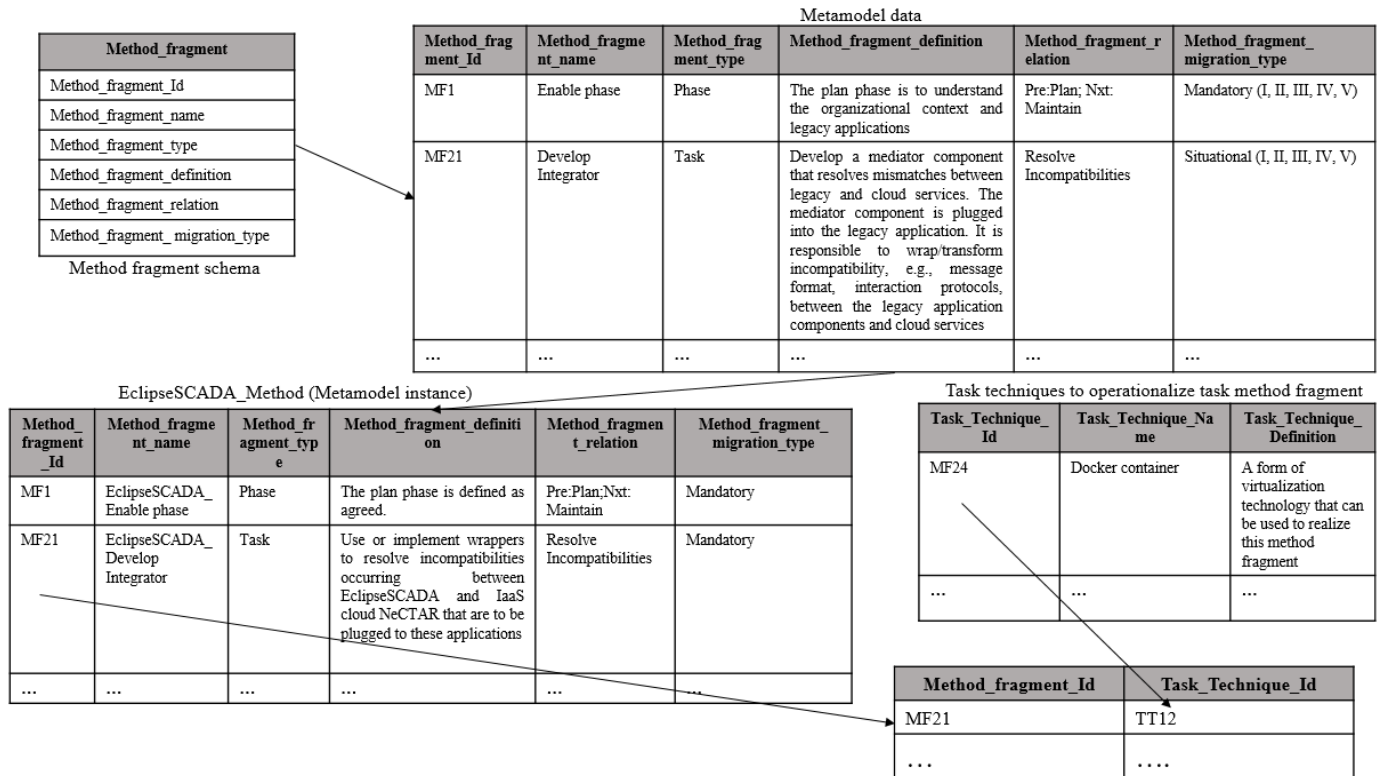 Method_fragment
Method_fragment_Id
Method_fragment_name
Method_fragment_type
Method_fragment_definition
Method_fragment_relation
Method_fragment_ migration_type
Method fragment schema
Metamodel data
Method_frag
ment_Id
Method_fragme
nt_name
Method_frag
ment_type
Method_fragment_definition
Method_fragment_r
elation
Method_fragment_
migration_type
MF1
Enable phase
Phase
The plan phase is to understand
the organizational context and
legacy applications
Pre:Plan; Nxt:
Maintain
Mandatory (I, II, III, IV, V)
MF21
Develop
Integrator
Task
Develop a mediator component
that resolves mismatches between
legacy and cloud services. The
mediator component is plugged
into the legacy application. It is
responsible to wrap/transform
incompatibility, e.g., message
format, interaction protocols,
between the legacy application
components and cloud services
Resolve
Incompatibilities
Situational (I, II, III, IV, V)
...
...
...
...
...
...
EclipseSCADA_Method (Metamodel instance)
Method_
fragment
_Id
Method_fragme
nt_name
Method_fr
agment_typ
e
Method_fragment_definiti
on
Method_fragmen
t_relation
Method_fragment_
migration_type
MF1
EclipseSCADA_
Enable phase
Phase
The plan phase is defined as
agreed.
Pre:Plan;Nxt:
Maintain
Mandatory
MF21
EclipseSCADA_
Develop
Integrator
Task
Use or implement wrappers
to resolve incompatibilities
occurring between
EclipseSCADA and IaaS
cloud NeCTAR that are to be
plugged to these applications
Resolve
Incompatibilities
Mandatory
...
...
...
...
...
...
Task techniques to operationalize task method fragment
Task_Technique_
Id
Task_Technique_Na
me
Task_Technique_
Definition
MF24
Docker container
A form of
virtualization
technology that can
be used to realize
this method
fragment
...
...
...
Method_fragment_Id
Task_Technique_Id
MF21
TT12
...
....